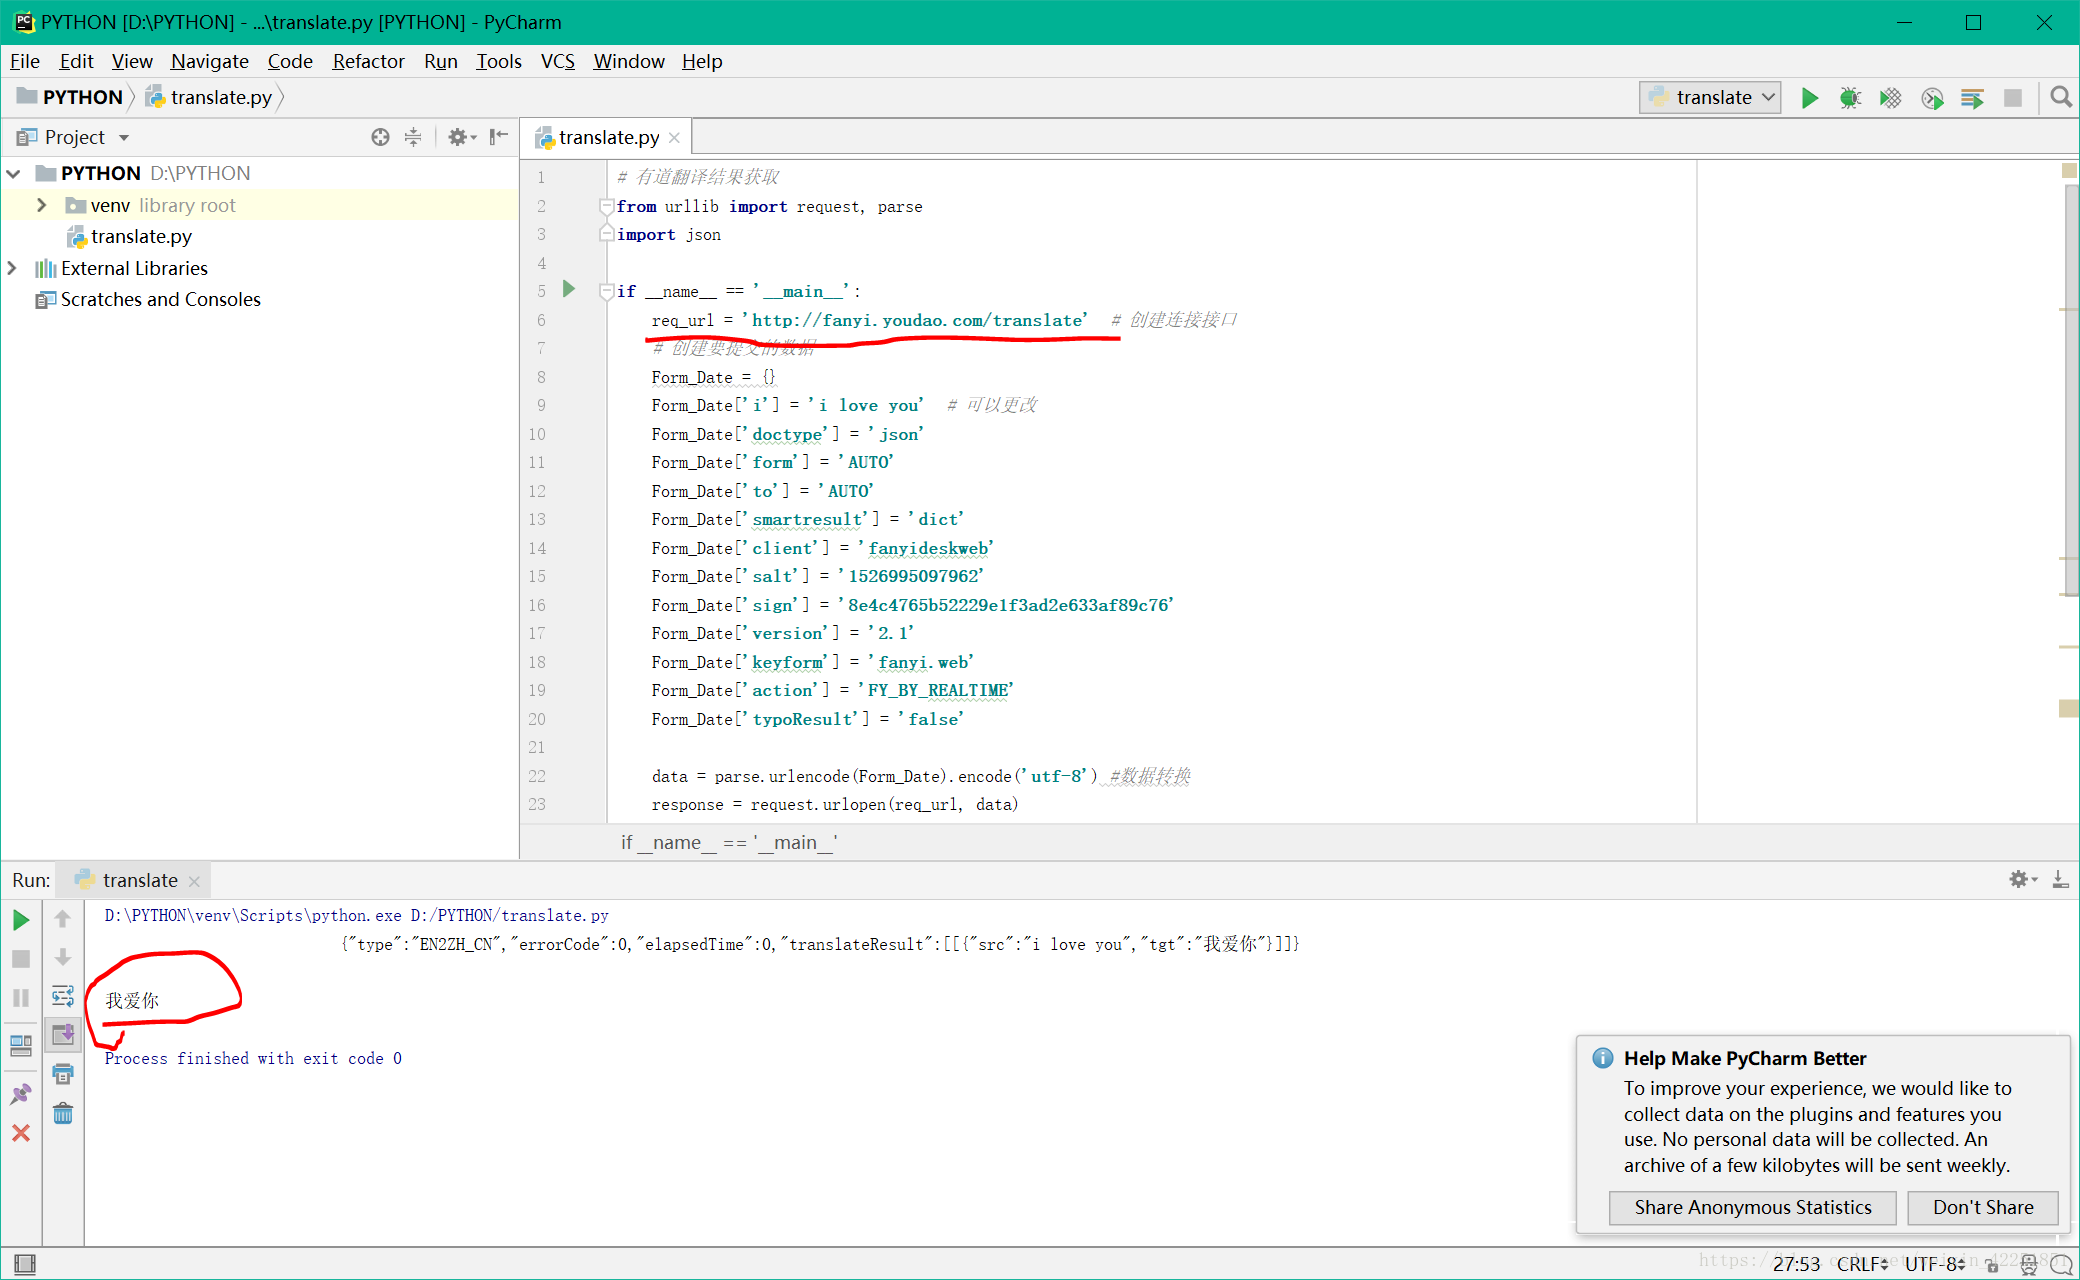 PYTHON [D:\PYTHON] - ...\translate.py [PYTHON] - PyCharm
File Edit View Navigate Code Refactor Run Tools VCS Window Help
PYTHON translate.py translate
Project
PYTHON D:\PYTHON
venv library root
translate.py
External Libraries
Scratches and Consoles
translate.py
1 # 有道翻译结果获取
2 from urllib import request, parse
3 import json
4
5 if __name__ == '__main__':
6 req_url = 'http://fanyi.youdao.com/translate' # 创建连接接口
7 # 创建要提交的数据
8 Form_Date = {}
9 Form_Date['i'] = 'i love you' # 可以更改
10 Form_Date['doctype'] = 'json'
11 Form_Date['form'] = 'AUTO'
12 Form_Date['to'] = 'AUTO'
13 Form_Date['smartresult'] = 'dict'
14 Form_Date['client'] = 'fanyideskweb'
15 Form_Date['salt'] = '1526995097962'
16 Form_Date['sign'] = '8e4c4765b52229e1f3ad2e633af89c76'
17 Form_Date['version'] = '2.1'
18 Form_Date['keyform'] = 'fanyi.web'
19 Form_Date['action'] = 'FY_BY_REALTIME'
20 Form_Date['typoResult'] = 'false'
21
22 data = parse.urlencode(Form_Date).encode('utf-8') #数据转换
23 response = request.urlopen(req_url, data)
if __name__ == '__main__'
Run: translate
D:\PYTHON\venv\Scripts\python.exe D:/PYTHON/translate.py
{"type":"EN2ZH_CN","errorCode":0,"elapsedTime":0,"translateResult":[[{"src":"i love you","tgt":"我爱你"}]]}
我爱你
Process finished with exit code 0
Help Make PyCharm Better
To improve your experience, we would like to
collect data on the plugins and features you
use. No personal data will be collected. An
archive of a few kilobytes will be sent weekly.
Share Anonymous Statistics Don't Share
27:53 CRLF UTF-8